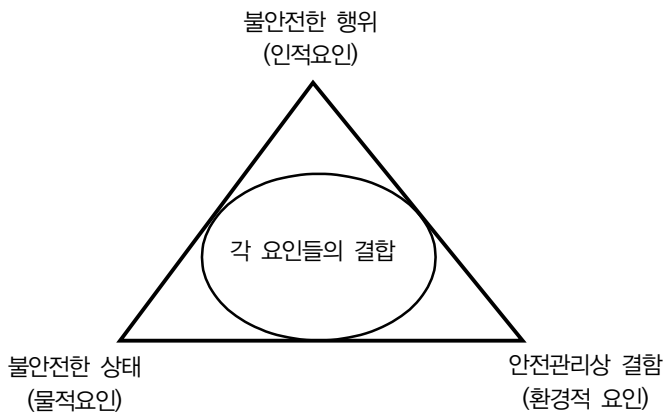 불안전한 행위
(인적요인)
각 요인들의 결합
불안전한 상태
(물적요인)
안전관리상 결함
(환경적 요인)